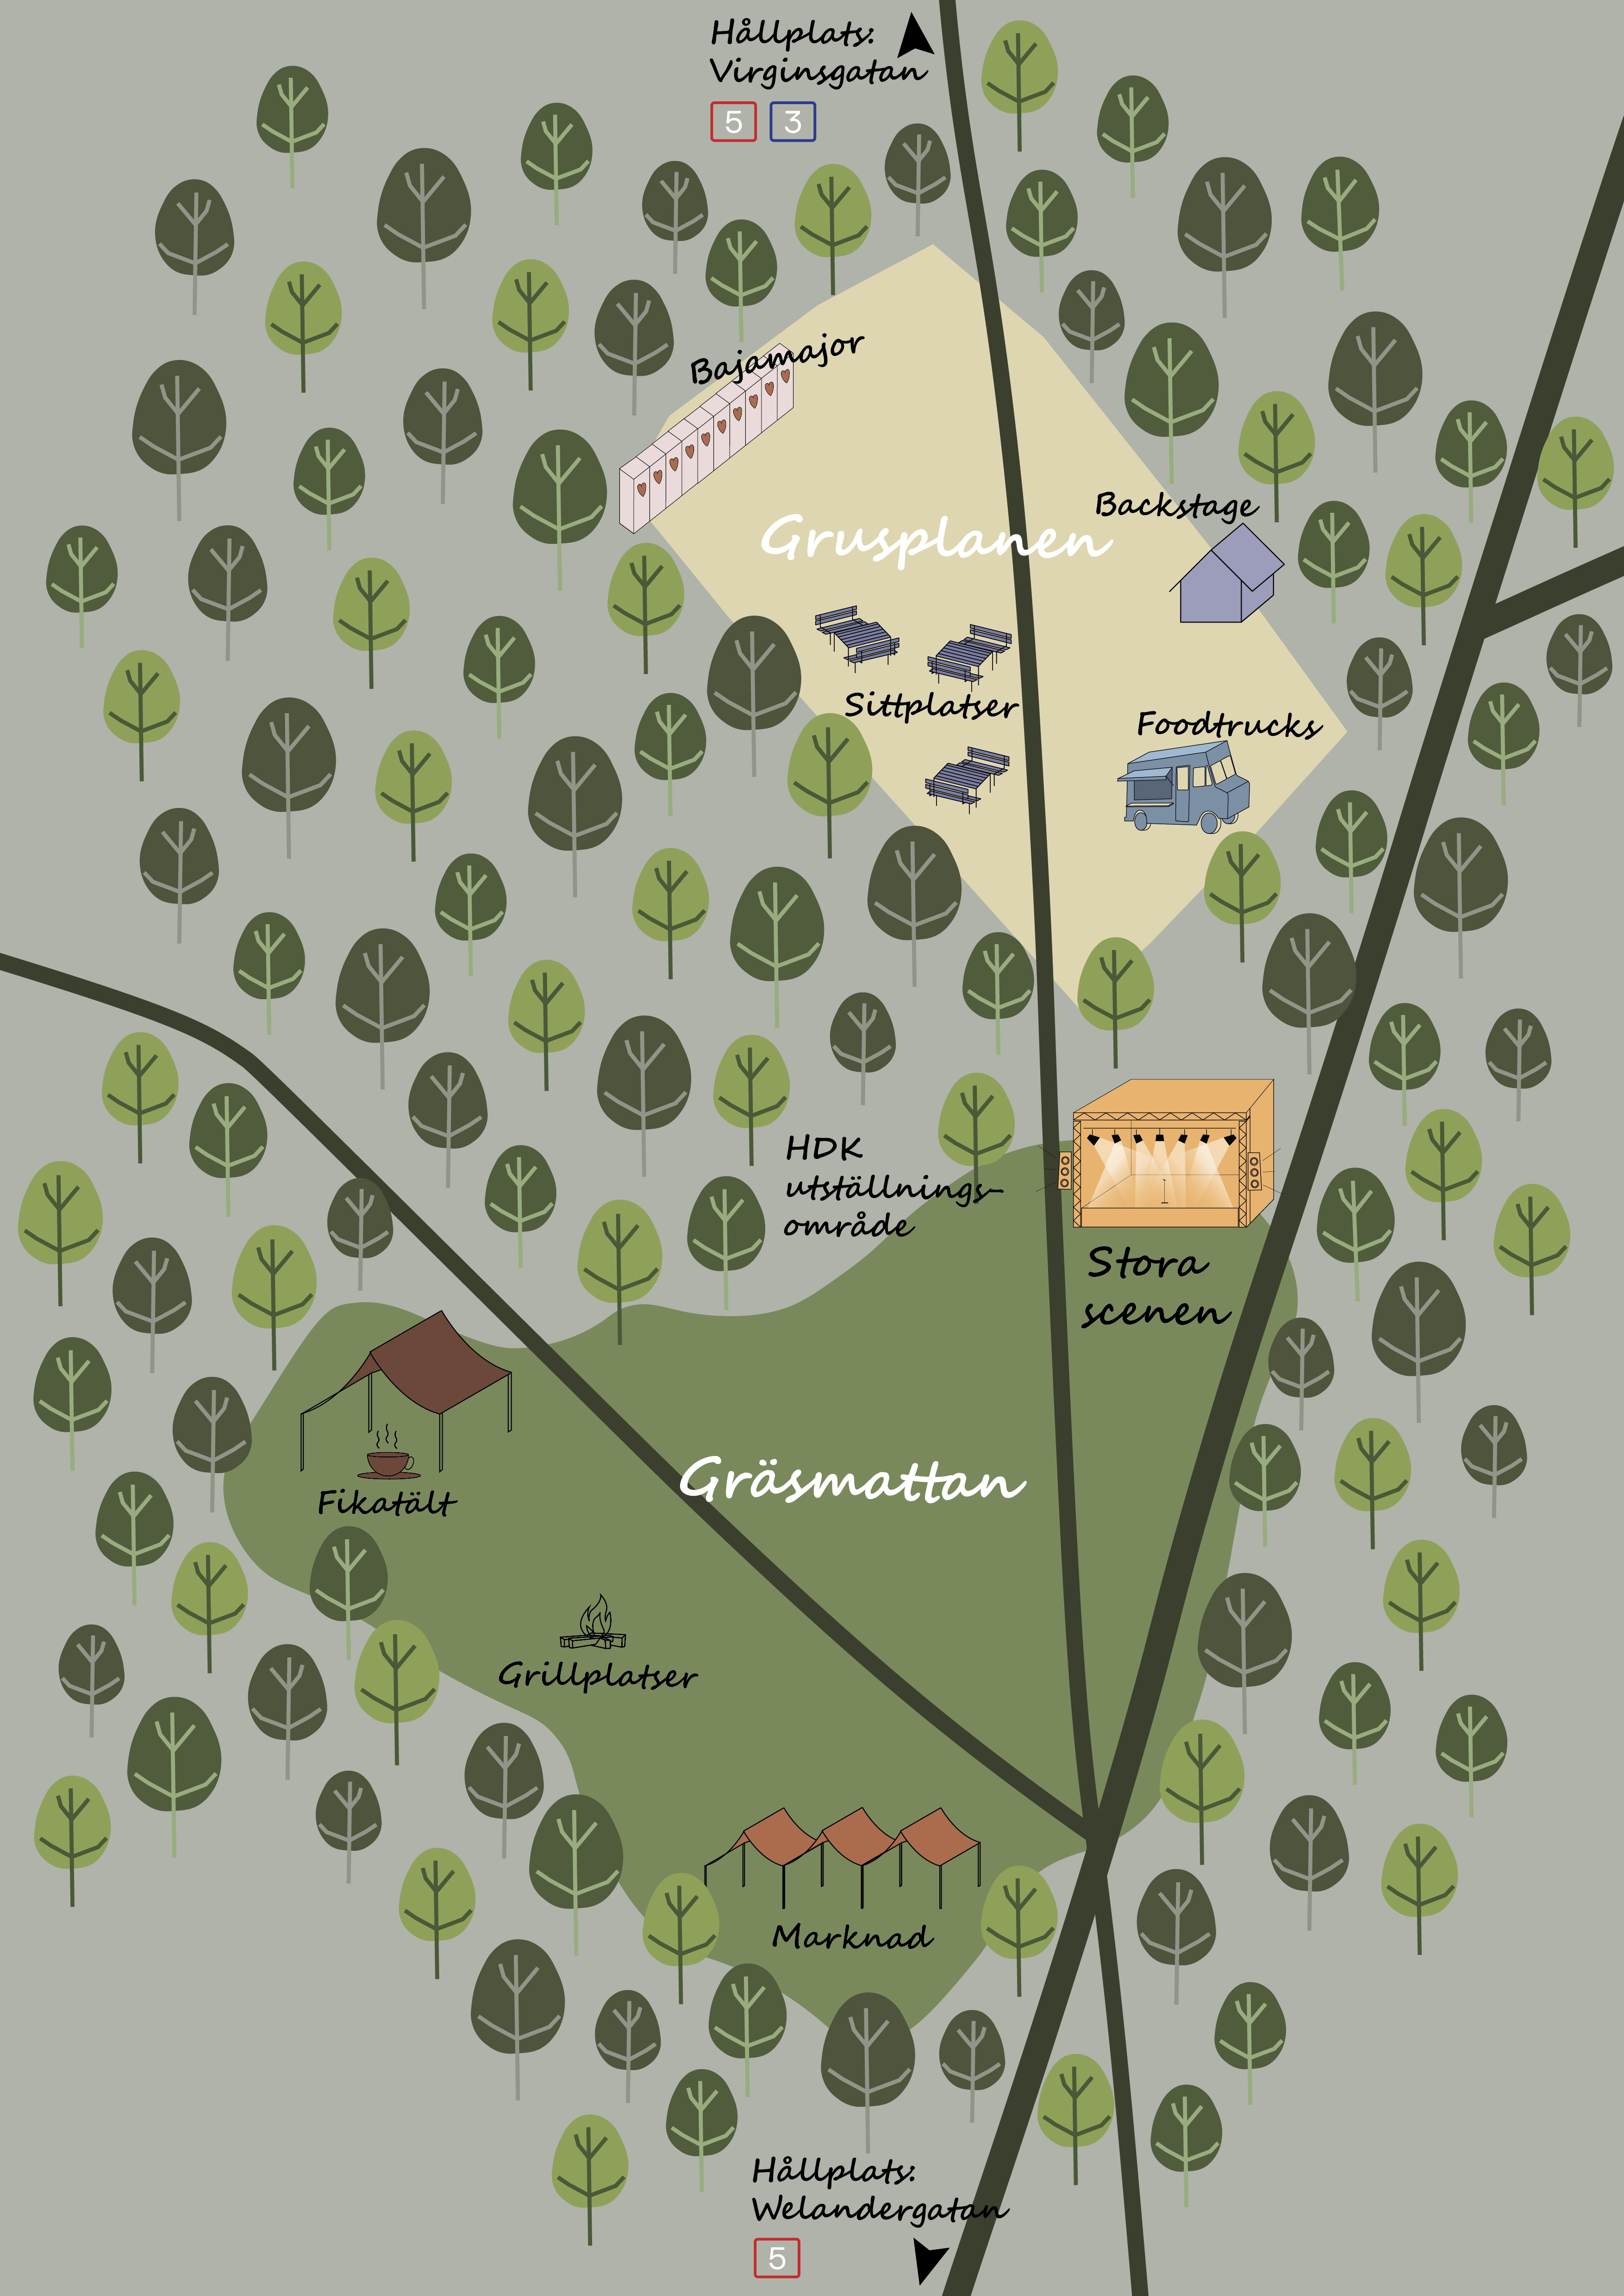 Hållplats:
Virginsgatan
5 3
Bajamajor
Backstage
Grusplanen
Sittplatser
Foodtrucks
HDK
utställnings-
område
Stora
scenen
Gräsmattan
Fikatält
Grillplatser
Marknad
Hållplats:
Welandergatan
5